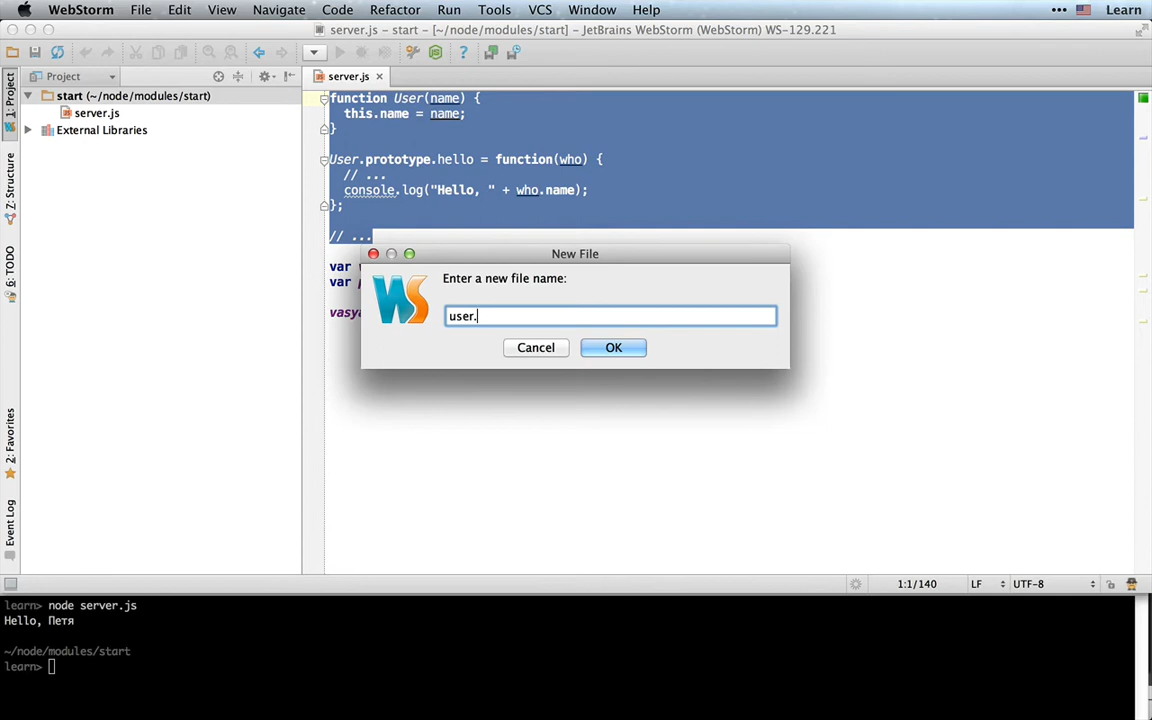 WebStorm File Edit View Navigate Code Refactor Run Tools VCS Window Help ••• Learn
server.js – start – [~/node/modules/start] – JetBrains WebStorm (WebStorm) WS-129.221
Project
server.js
1: Project
start (~/node/modules/start)
server.js
External Libraries
Z: Structure
6: TODO
2: Favorites
Event Log
function User(name) {
this.name = name;
}
User.prototype.hello = function(who) {
// ...
console.log("Hello, " + who.name);
};
// ...
var
var
vasya
New File
Enter a new file name:
WS
user.
Cancel
OK
1:1/140
LF
UTF-8
learn> node server.js
Hello, Петя
~/node/modules/start
learn>